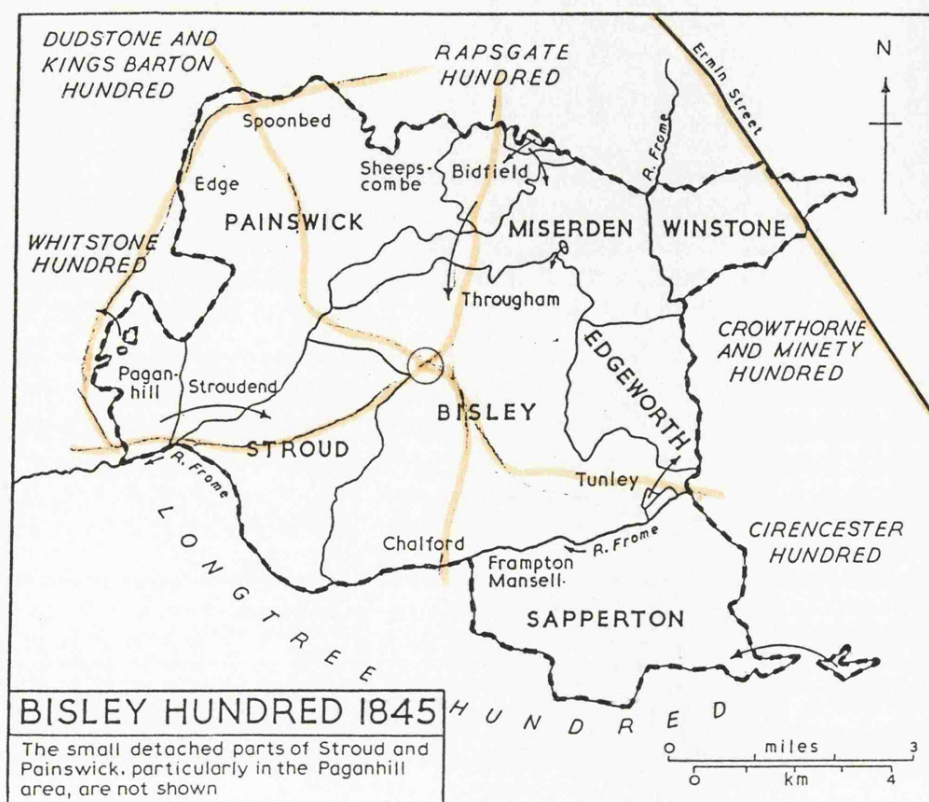 DUDSTONE AND
KINGS BARTON
HUNDRED
RAPSGATE
HUNDRED
Ermin Street
N
Spoonbed
R. Frome
Sheeps-
combe
Bidfield
Edge
PAINSWICK
MISERDEN
WINSTONE
WHITSTONE
HUNDRED
Througham
CROWTHORNE
AND MINETY
HUNDRED
EDGEWORTH
Pagan-
hill
Stroudend
BISLEY
STROUD
R. Frome
Tunley
LONGTREE HUNDRED
Chalford
R. Frome
CIRENCESTER
HUNDRED
Frampton
Mansell.
SAPPERTON
BISLEY HUNDRED 1845
The small detached parts of Stroud and
Painswick, particularly in the Paganhill
area, are not shown
0 miles 3
0 km 4